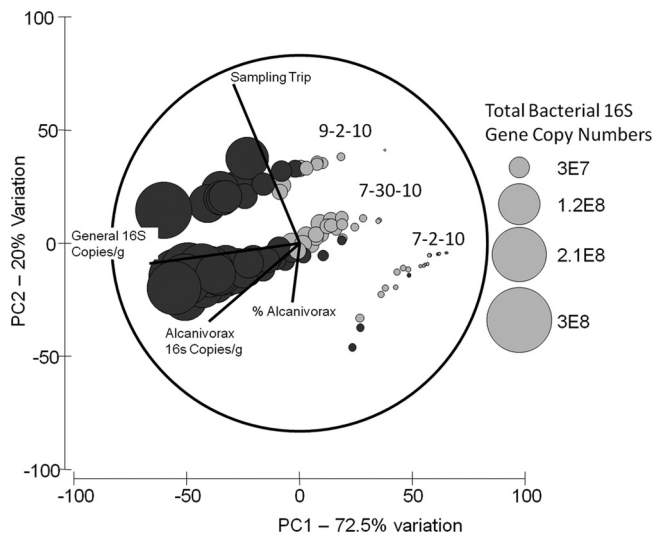 100
50
0
-50
-100
PC2 – 20% Variation
Sampling Trip
9-2-10
7-30-10
7-2-10
General 16S
Copies/g
% Alcanivorax
Alcanivorax
16s Copies/g
Total Bacterial 16S
Gene Copy Numbers
3E7
1.2E8
2.1E8
3E8
-100
-50
0
50
100
PC1 – 72.5% variation